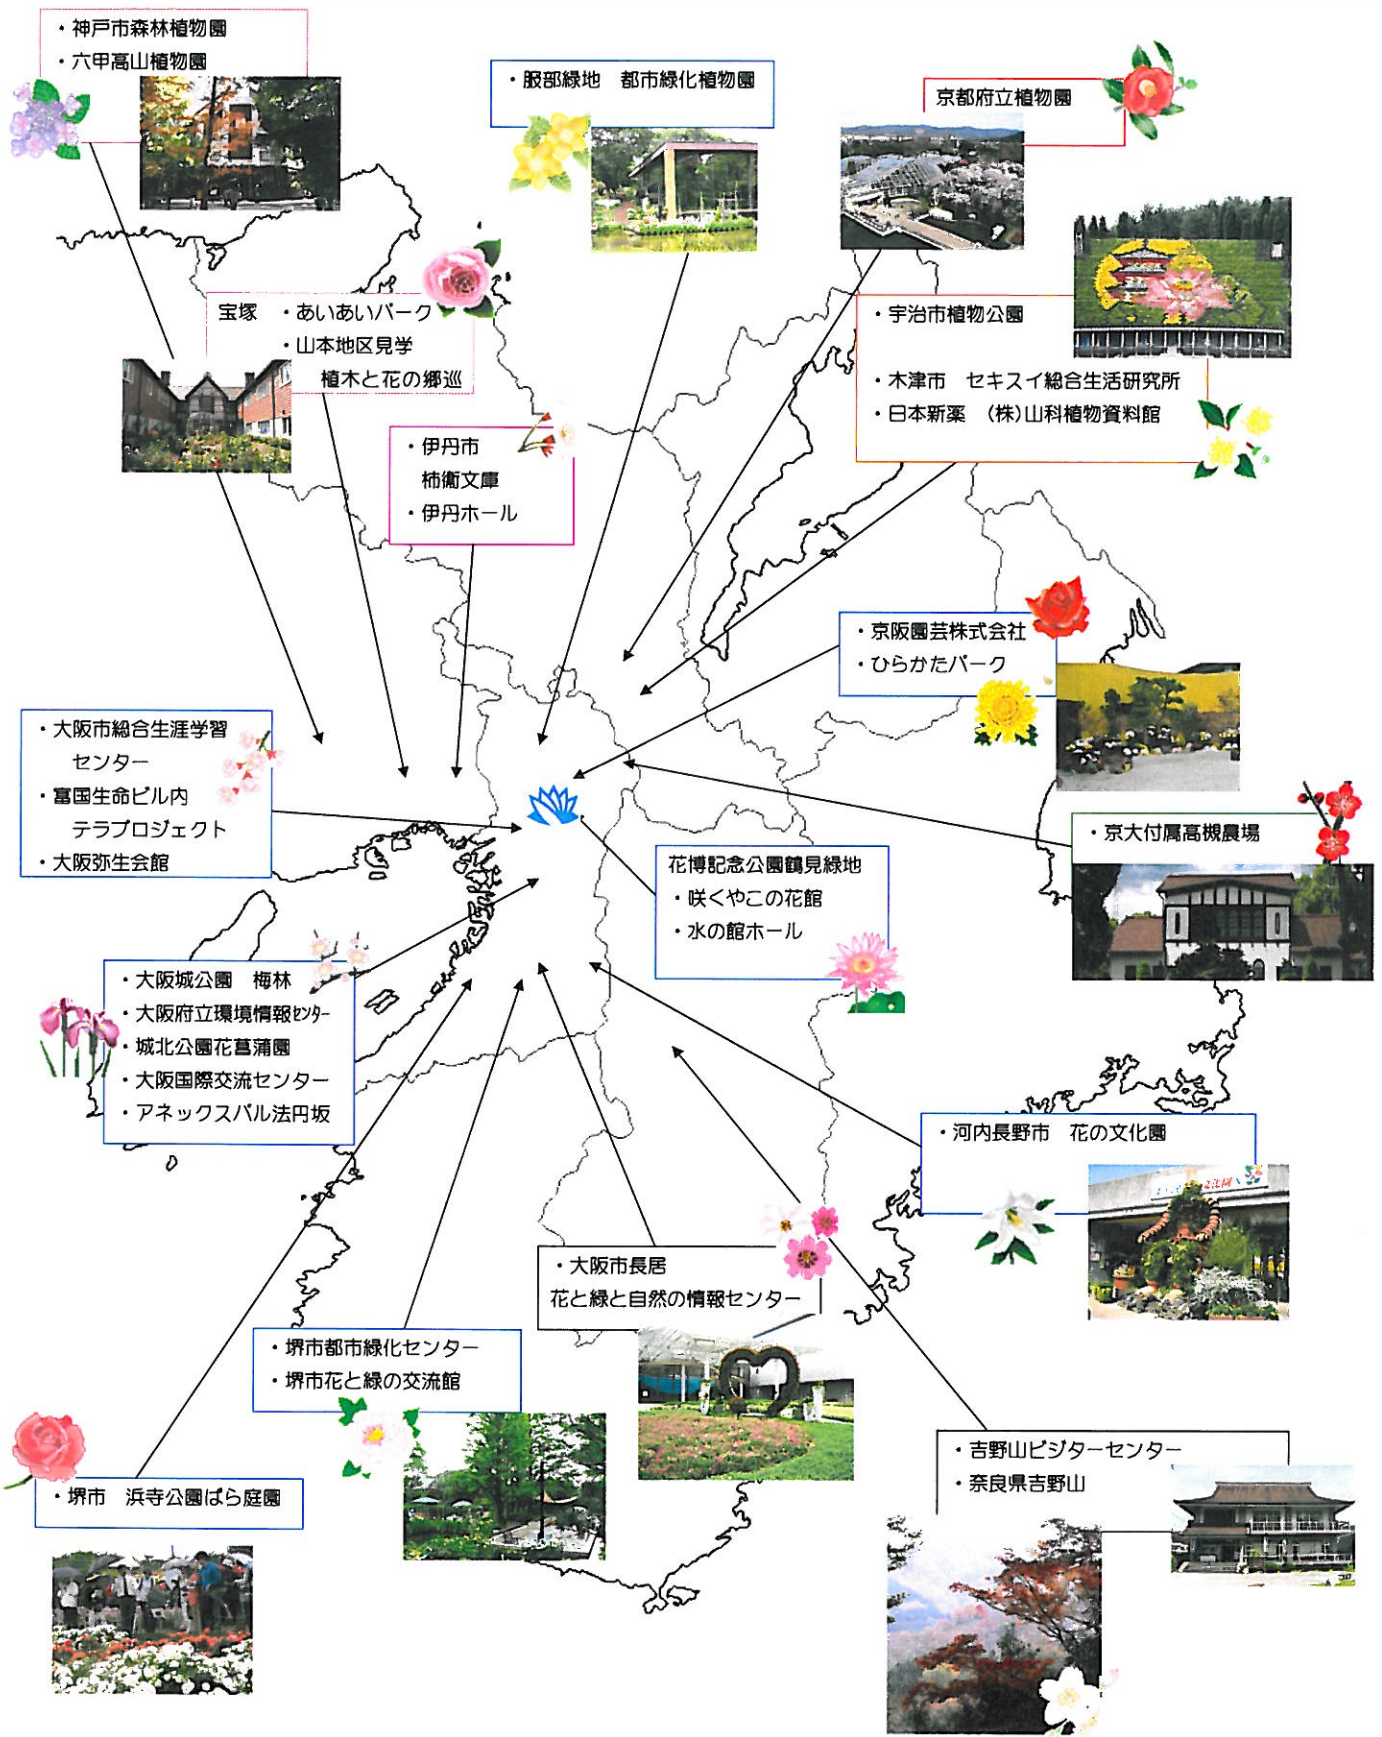 ・神戸市森林植物園
・六甲高山植物園
・服部緑地　都市緑化植物園
京都府立植物園
宝塚　・あいあいパーク
・山本地区見学
植木と花の郷巡
・宇治市植物公園
・木津市　セキスイ総合生活研究所
・日本新薬　（株）山科植物資料館
・伊丹市
柿衞文庫
・伊丹ホール
・京阪園芸株式会社
・ひらかたパーク
・大阪市総合生涯学習
センター
・富国生命ビル内
テラプロジェクト
・大阪弥生会館
・京大付属高槻農場
花博記念公園鶴見緑地
・咲くやこの花館
・水の館ホール
・大阪城公園　梅林
・大阪府立環境情報ｾﾝﾀｰ
・城北公園花菖蒲園
・大阪国際交流センター
・アネックスパル法円坂
・河内長野市　花の文化園
・大阪市長居
花と緑と自然の情報センター
・堺市都市緑化センター
・堺市花と緑の交流館
・吉野山ビジターセンター
・奈良県吉野山
・堺市　浜寺公園ばら庭園